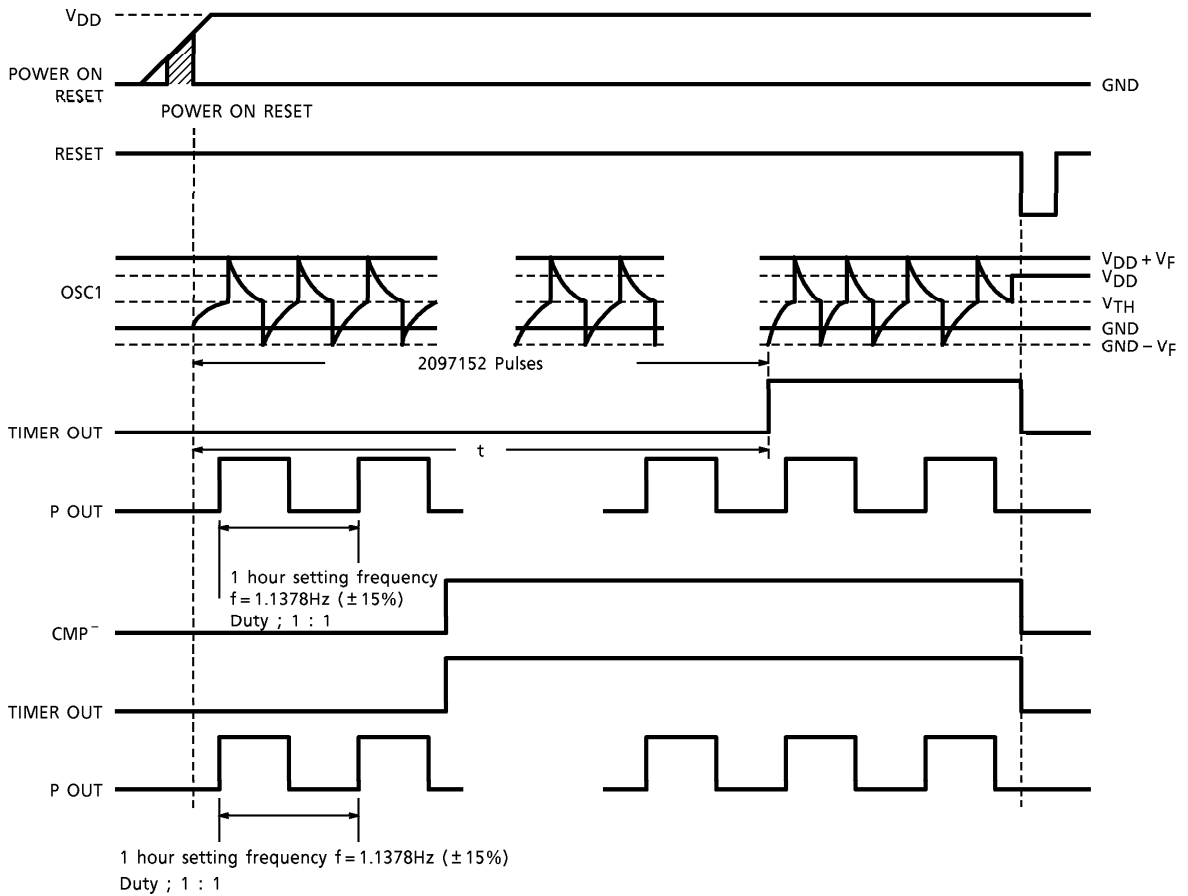 VDD
POWER ON
RESET
GND
POWER ON RESET
RESET
OSC1
VDD + VF
VDD
VTH
GND
GND − VF
2097152 Pulses
TIMER OUT
t
P OUT
1 hour setting frequency
f=1.1378Hz (±15%)
Duty ; 1 : 1
CMP−
TIMER OUT
P OUT
1 hour setting frequency f=1.1378Hz (±15%)
Duty ; 1 : 1